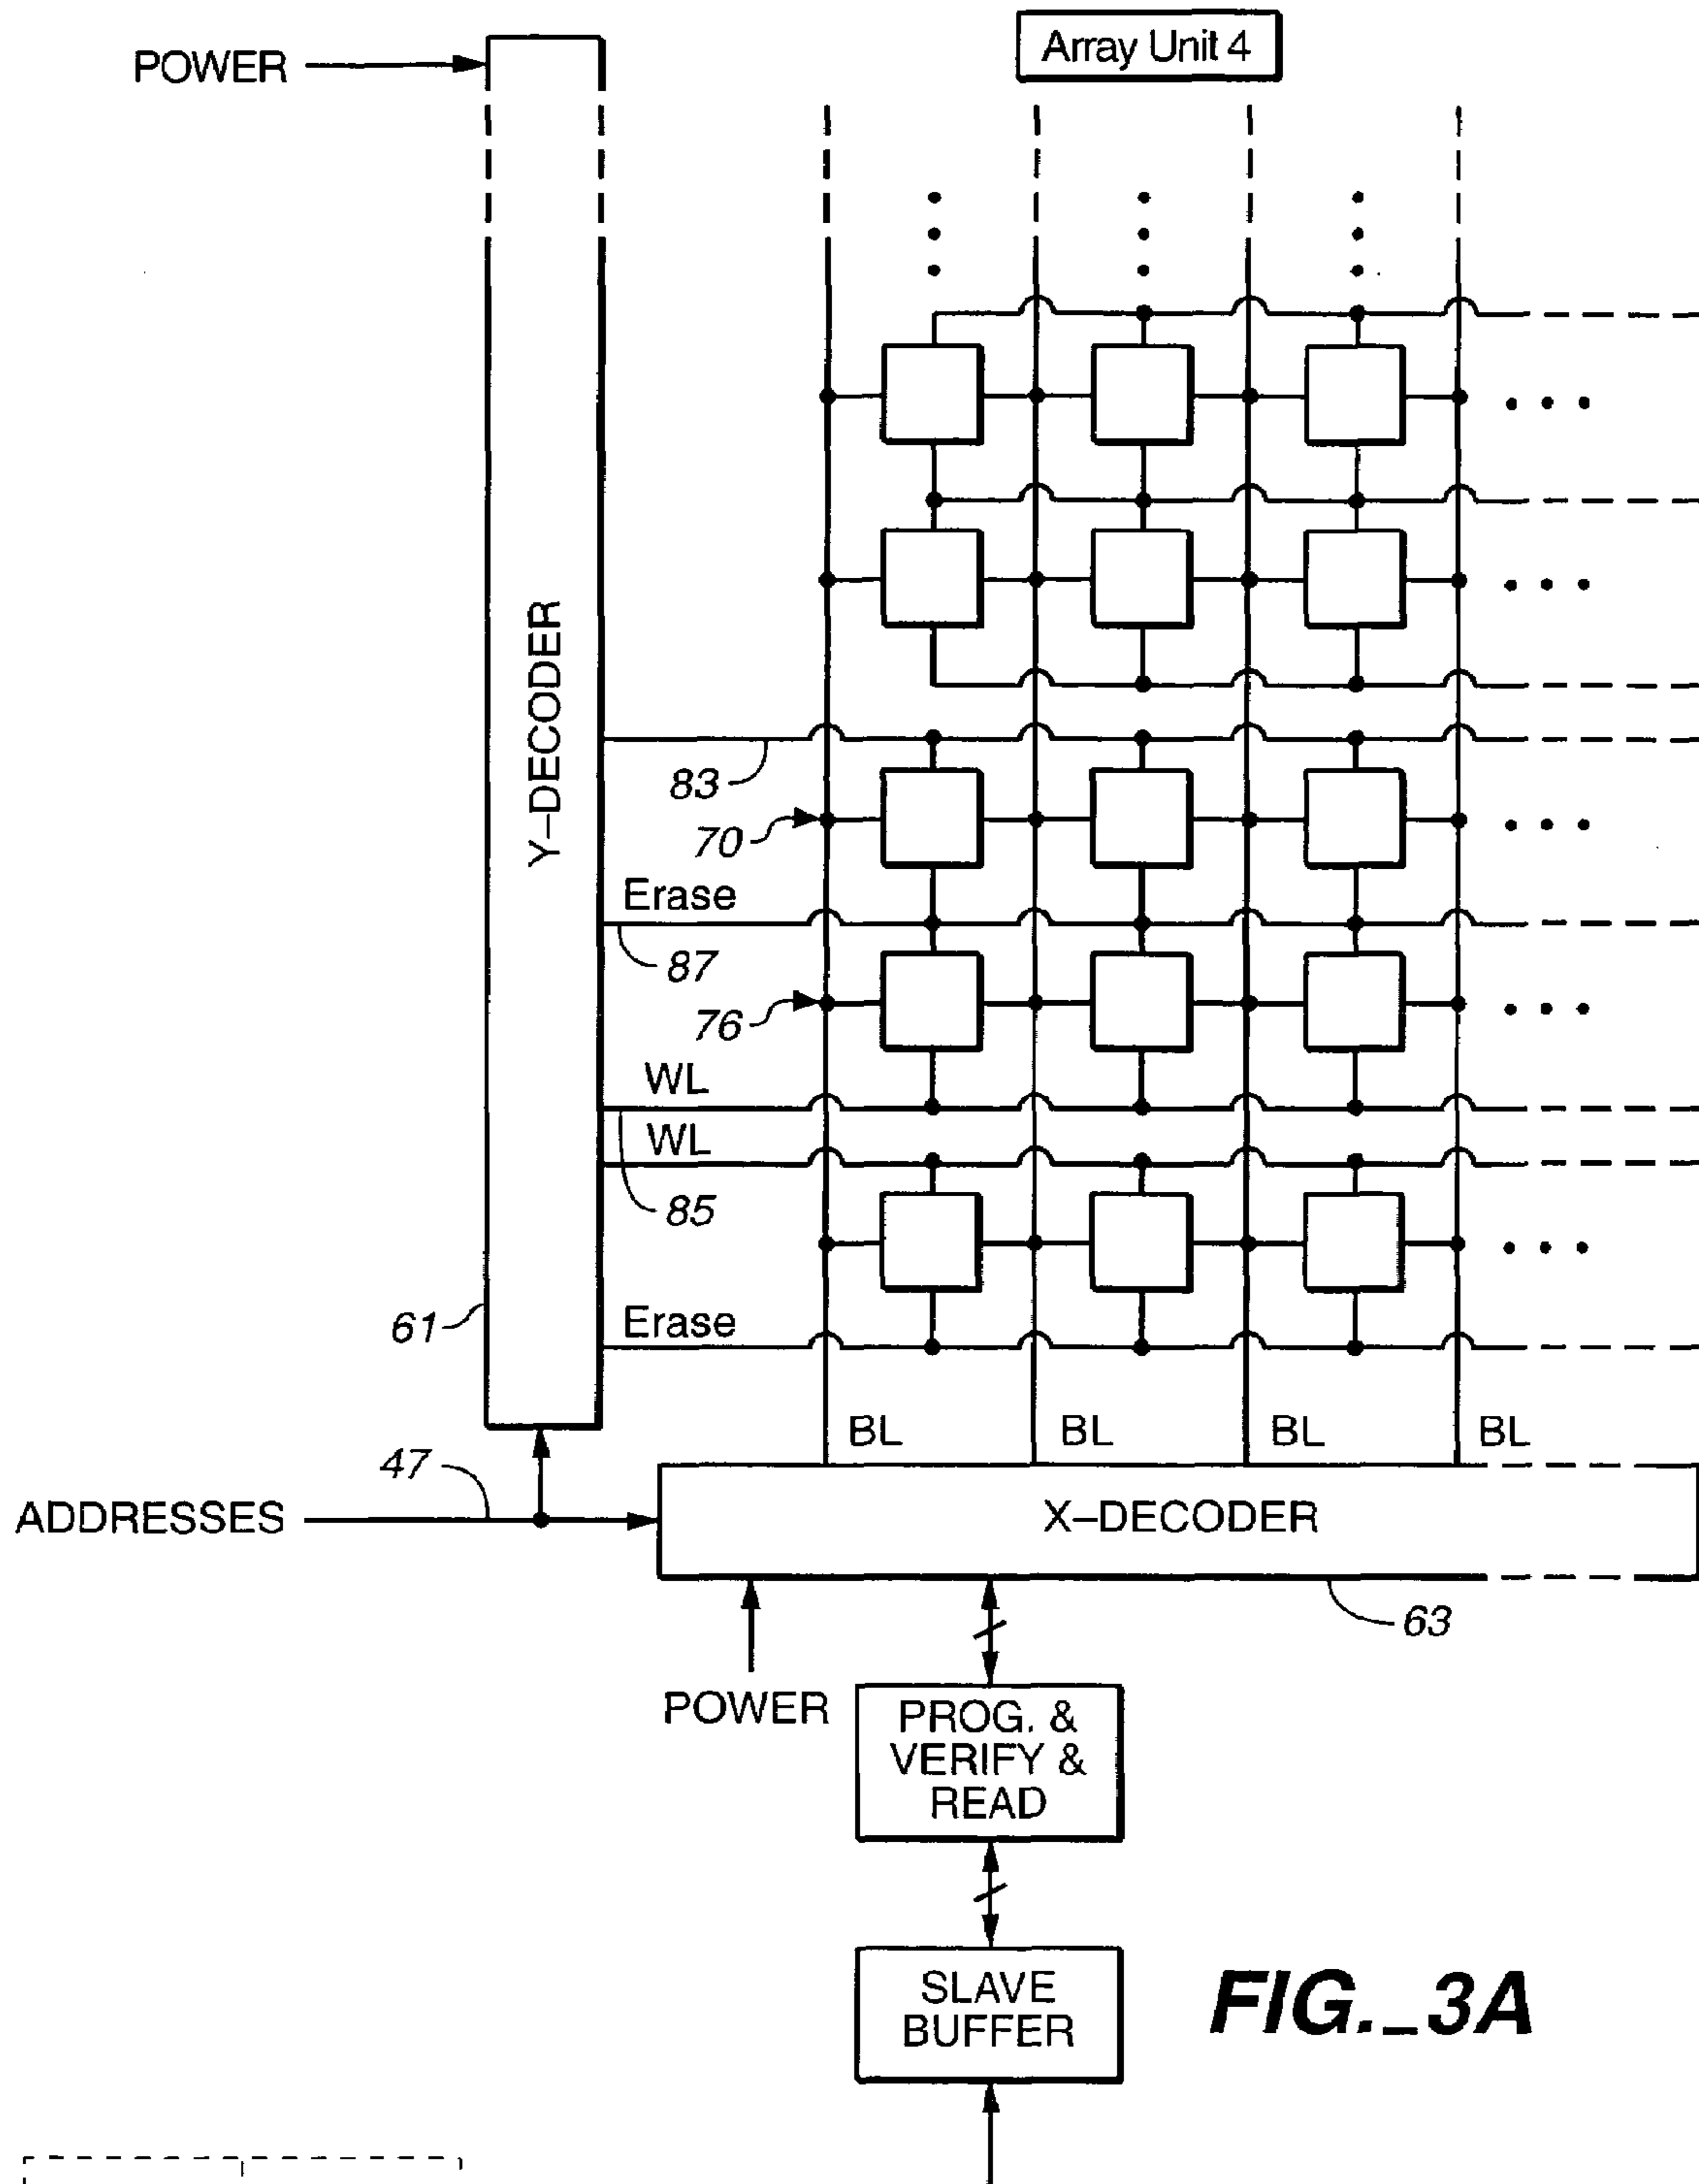 Array Unit 4
POWER
Y–DECODER
83
70
Erase
87
76
WL
WL
85
61
Erase
BL
BL
BL
BL
47
ADDRESSES
X–DECODER
63
POWER
PROG. &
VERIFY &
READ
SLAVE
BUFFER
FIG._3A